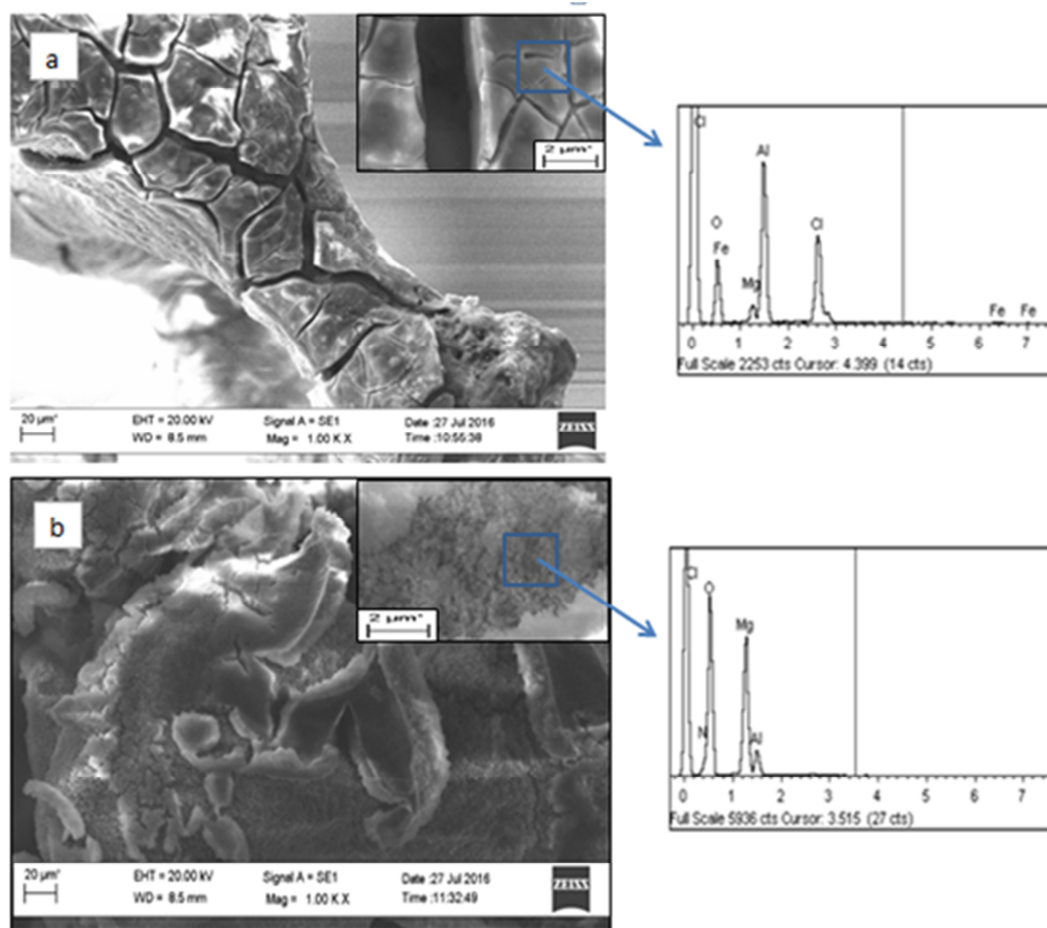 a
2 µm*
Cl
Al
O
Cl
Fe
Mg
Fe Fe
0 1 2 3 4 5 6 7
Full Scale 2253 cts Cursor: 4.399 (14 cts)
20 µm*
EHT = 20.00 kV Signal A = SE1 Date :27 Jul 2016
WD = 8.5 mm Mag = 1.00 K X Time :10:55:38
ZEISS
b
2 µm*
Cl
O
Mg
N
Al
0 1 2 3 4 5 6 7
Full Scale 5936 cts Cursor: 3.515 (27 cts)
20 µm*
EHT = 20.00 kV Signal A = SE1 Date :27 Jul 2016
WD = 8.5 mm Mag = 1.00 K X Time :11:32:49
ZEISS